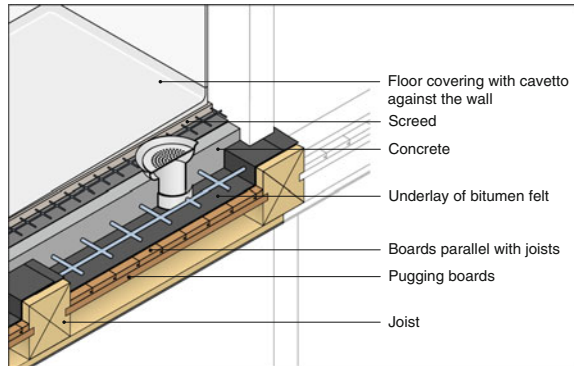 Floor covering with cavetto
against the wall
Screed
Concrete
Underlay of bitumen felt
Boards parallel with joists
Pugging boards
Joist